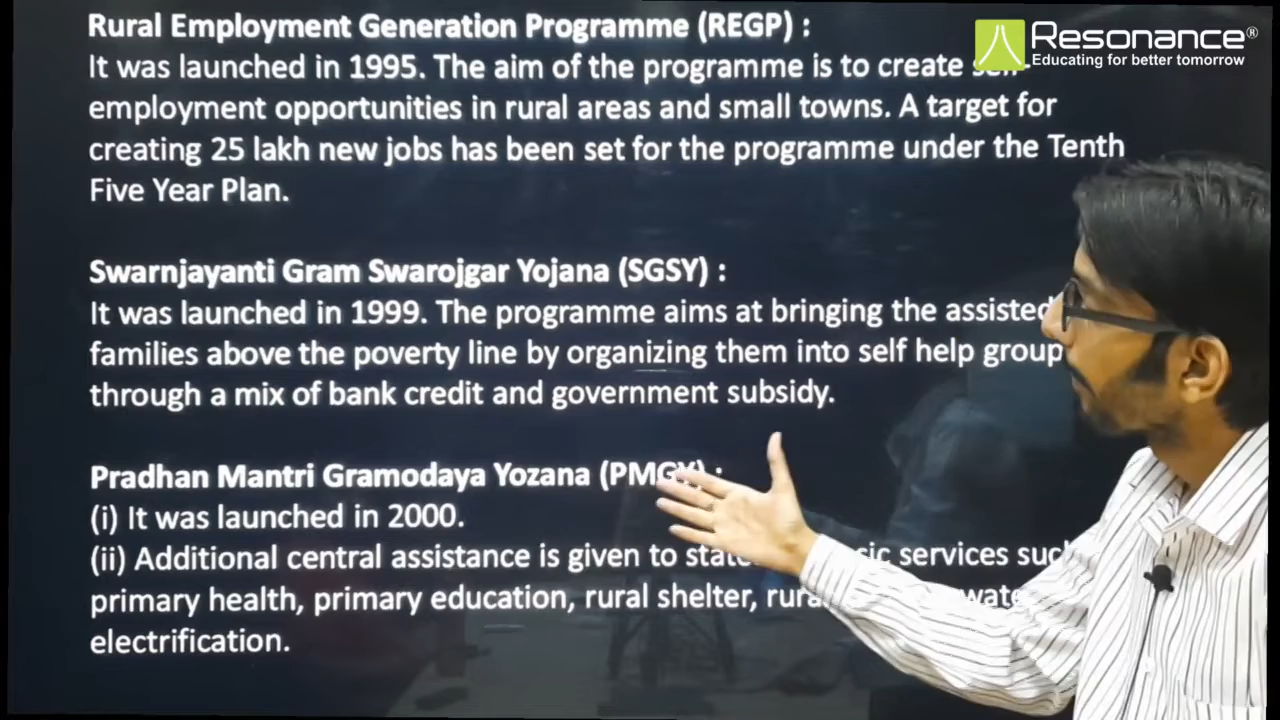 Rural Employment Generation Programme (REGP) :
Resonance®
Educating for better tomorrow
It was launched in 1995. The aim of the programme is to create
employment opportunities in rural areas and small towns. A target for
creating 25 lakh new jobs has been set for the programme under the Tenth
Five Year Plan.
Swarnjayanti Gram Swarojgar Yojana (SGSY) :
It was launched in 1999. The programme aims at bringing the assisted
families above the poverty line by organizing them into self help group
through a mix of bank credit and government subsidy.
Pradhan Mantri Gramodaya Yozana (PMGY) :
(i) It was launched in 2000.
(ii) Additional central assistance is given to services
primary health, primary education, rural shelter,
electrification.